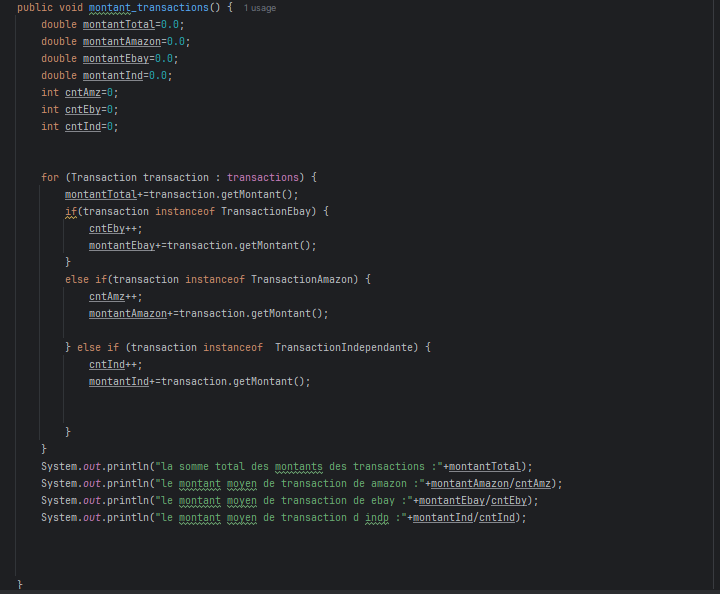 public void montant_transactions() { 1 usage
double montantTotal=0.0;
double montantAmazon=0.0;
double montantEbay=0.0;
double montantInd=0.0;
int cntAmz=0;
int cntEby=0;
int cntInd=0;
for (Transaction transaction : transactions) {
montantTotal+=transaction.getMontant();
if(transaction instanceof TransactionEbay) {
cntEby++;
montantEbay+=transaction.getMontant();
}
else if(transaction instanceof TransactionAmazon) {
cntAmz++;
montantAmazon+=transaction.getMontant();
} else if (transaction instanceof  TransactionIndependante) {
cntInd++;
montantInd+=transaction.getMontant();
}
}
System.out.println("la somme total des montants des transactions :"+montantTotal);
System.out.println("le montant moyen de transaction de amazon :"+montantAmazon/cntAmz);
System.out.println("le montant moyen de transaction de ebay :"+montantEbay/cntEby);
System.out.println("le montant moyen de transaction d indp :"+montantInd/cntInd);
}